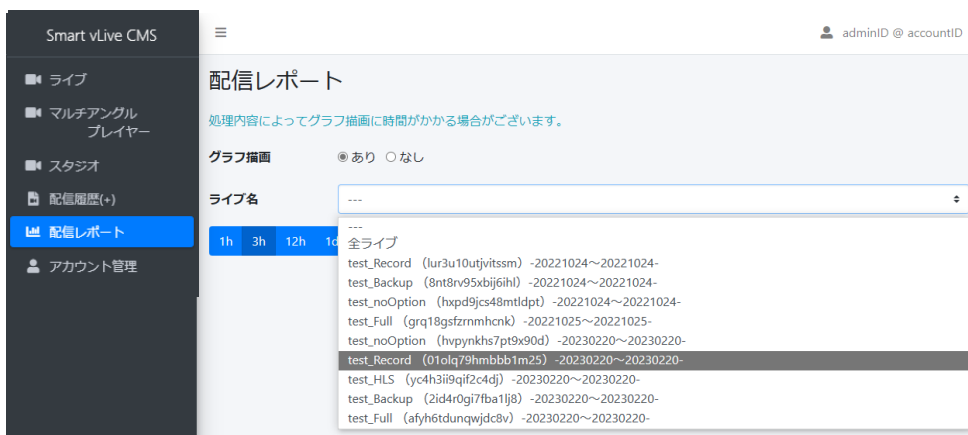 Smart vLive CMS
adminID @ accountID
ライブ
マルチアングル
プレイヤー
スタジオ
配信履歴(+)
配信レポート
アカウント管理
配信レポート
処理内容によってグラフ描画に時間がかかる場合がございます。
グラフ描画 あり なし
ライブ名 ---
1h 3h 12h 1d
---
全ライブ
test_Record （lur3u10utjvitssm）-20221024～20221024-
test_Backup （8nt8rv95xbij6ihl）-20221024～20221024-
test_noOption （hxpd9jcs48mtldpt）-20221024～20221024-
test_Full （grq18gsfzrnmhcnk）-20221025～20221025-
test_noOption （hvpynkhs7pt9x90d）-20230220～20230220-
test_Record （01olq79hmbbb1m25）-20230220～20230220-
test_HLS （yc4h3ii9qif2c4dj）-20230220～20230220-
test_Backup （2id4r0gi7fba1lj8）-20230220～20230220-
test_Full （afyh6tdunqwjdc8v）-20230220～20230220-